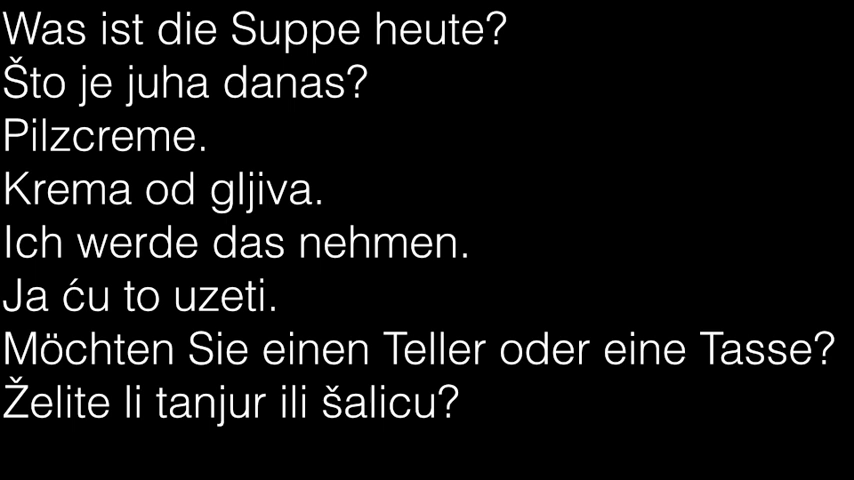 Was ist die Suppe heute?
Što je juha danas?
Pilzcreme.
Krema od gljiva.
Ich werde das nehmen.
Ja ću to uzeti.
Möchten Sie einen Teller oder eine Tasse?
Želite li tanjur ili šalicu?